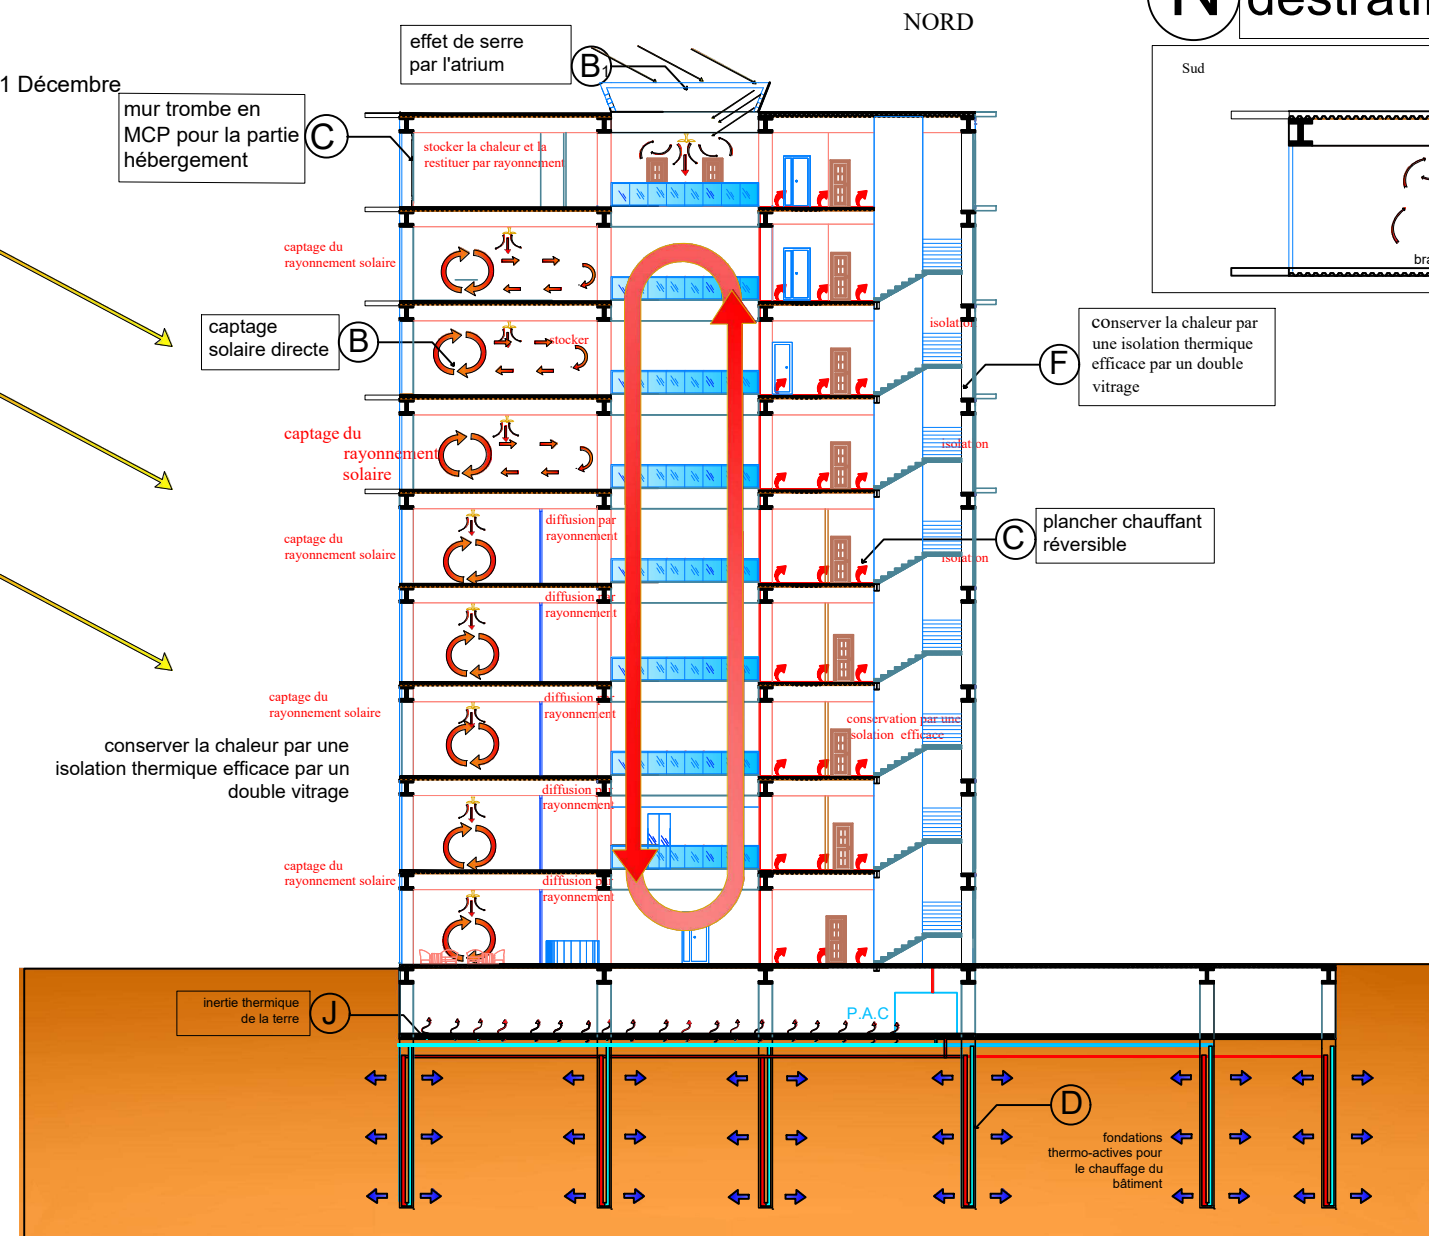 NORD
N
effet de serre
par l'atrium
B1
Sud
1 Décembre
mur trombe en
MCP pour la partie
hébergement
C
stocker la chaleur et la
restituer par rayonnement
captage du
rayonnement solaire
captage
solaire directe
B
stocker
isolation
F
conserver la chaleur par
une isolation thermique
efficace par un double
vitrage
captage du
rayonnement
solaire
isolation
diffusion par
rayonnement
C
plancher chauffant
réversible
captage du
rayonnement solaire
isolation
diffusion par
rayonnement
captage du
rayonnement solaire
diffusion par
rayonnement
conservation par une
isolation efficace
conserver la chaleur par une
isolation thermique efficace par un
double vitrage
diffusion par
rayonnement
captage du
rayonnement solaire
diffusion par
rayonnement
inertie thermique
de la terre
J
P.A.C
D
fondations
thermo-actives pour
le chauffage du
bâtiment